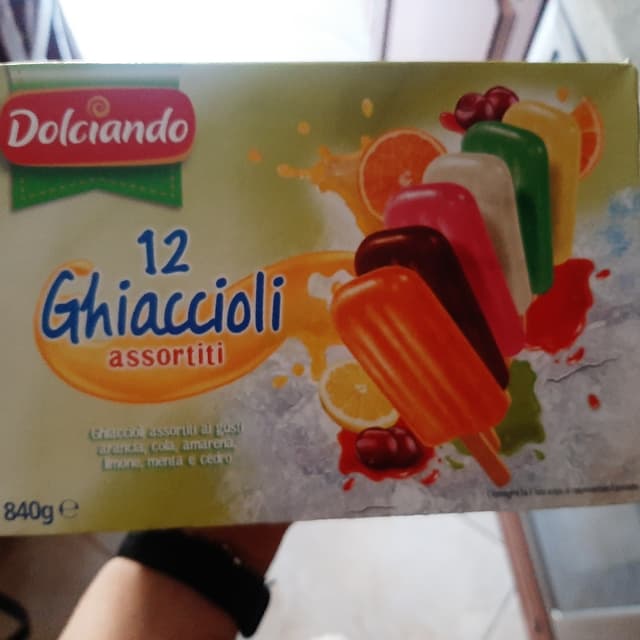 Dolciando
12
Ghiaccioli
assortiti
Ghiaccioli assortiti ai gusti
arancia, cola, amarena,
limone, menta e cedro
840g ℮